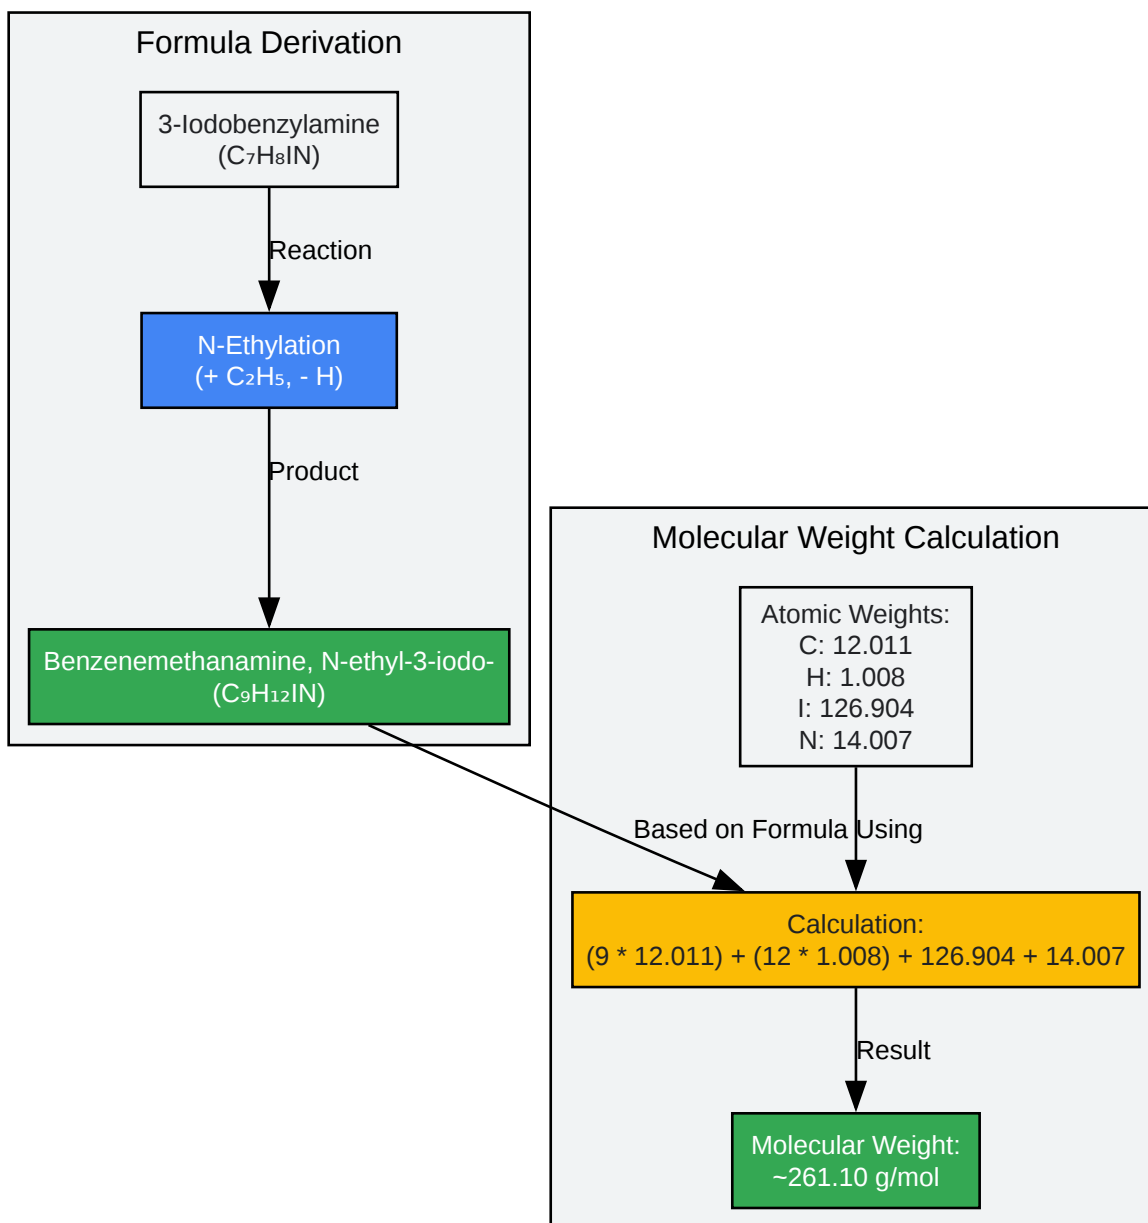 Formula Derivation
3-Iodobenzylamine
(C₇H₈IN)
Reaction
N-Ethylation
(+ C₂H₅, - H)
Product
Benzenemethanamine, N-ethyl-3-iodo-
(C₉H₁₂IN)
Molecular Weight Calculation
Atomic Weights:
C: 12.011
H: 1.008
I: 126.904
N: 14.007
Based on Formula
Using
Calculation:
(9 * 12.011) + (12 * 1.008) + 126.904 + 14.007
Result
Molecular Weight:
~261.10 g/mol